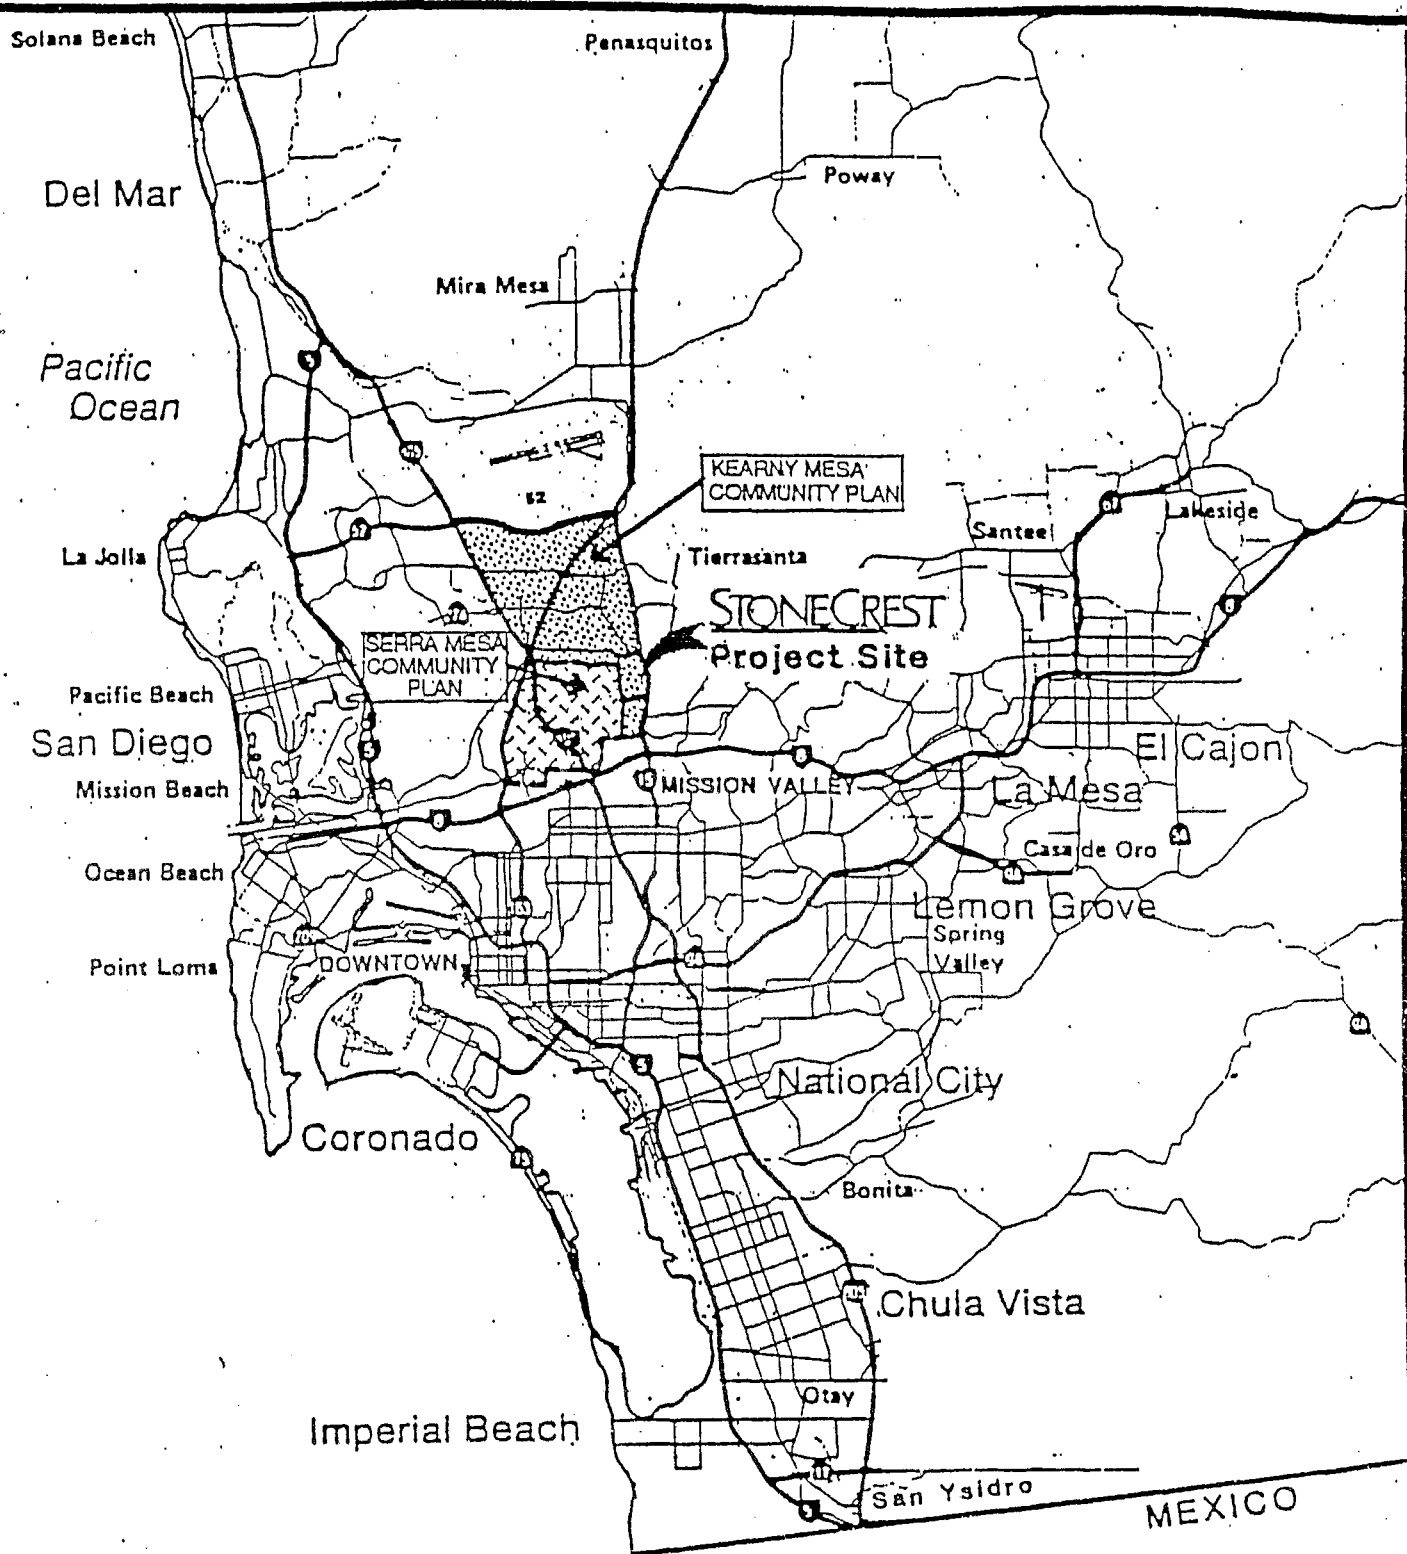 Solana Beach
Penasquitos
Del Mar
Poway
Mira Mesa
Pacific
Ocean
KEARNY MESA
COMMUNITY PLAN
52
Lakeside
Santee
La Jolla
Tierrasanta
STONECREST
Project Site
SERRA MESA
COMMUNITY
PLAN
Pacific Beach
San Diego
El Cajon
Mission Beach
MISSION VALLEY
La Mesa
Casa de Oro
Ocean Beach
Lemon Grove
Spring
Valley
Point Loma
DOWNTOWN
National City
Coronado
Bonita
Chula Vista
Otay
Imperial Beach
San Ysidro
MEXICO